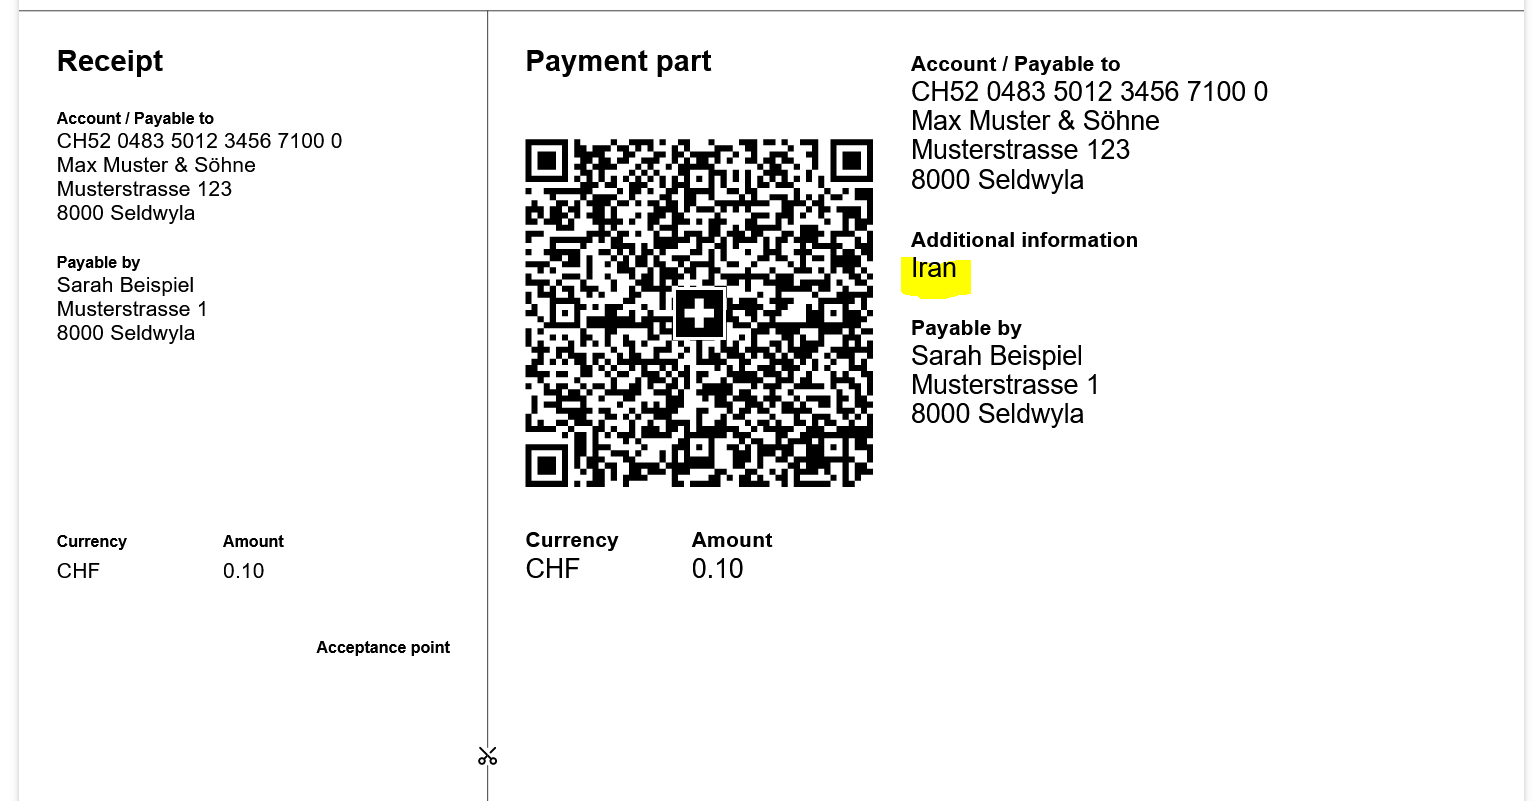 Receipt
Account / Payable to
CH52 0483 5012 3456 7100 0
Max Muster & Söhne
Musterstrasse 123
8000 Seldwyla
Payable by
Sarah Beispiel
Musterstrasse 1
8000 Seldwyla
Currency Amount
CHF 0.10
Acceptance point
Payment part
Currency Amount
CHF 0.10
Account / Payable to
CH52 0483 5012 3456 7100 0
Max Muster & Söhne
Musterstrasse 123
8000 Seldwyla
Additional information
Iran
Payable by
Sarah Beispiel
Musterstrasse 1
8000 Seldwyla